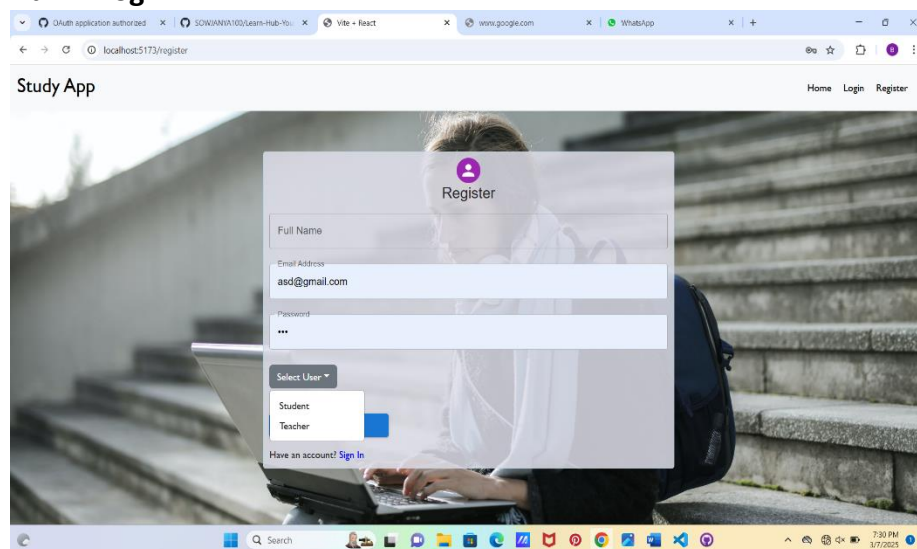 OAuth application authorized
SOWJANYA100/Learn-Hub-You
Vite + React
www.google.com
WhatsApp
localhost:5173/register
B
Study App
Home Login Register
Register
Full Name
Email Address
asd@gmail.com
Password
•••
Select User
Student
Teacher
Have an account? Sign In
Search
7:30 PM
3/7/2025